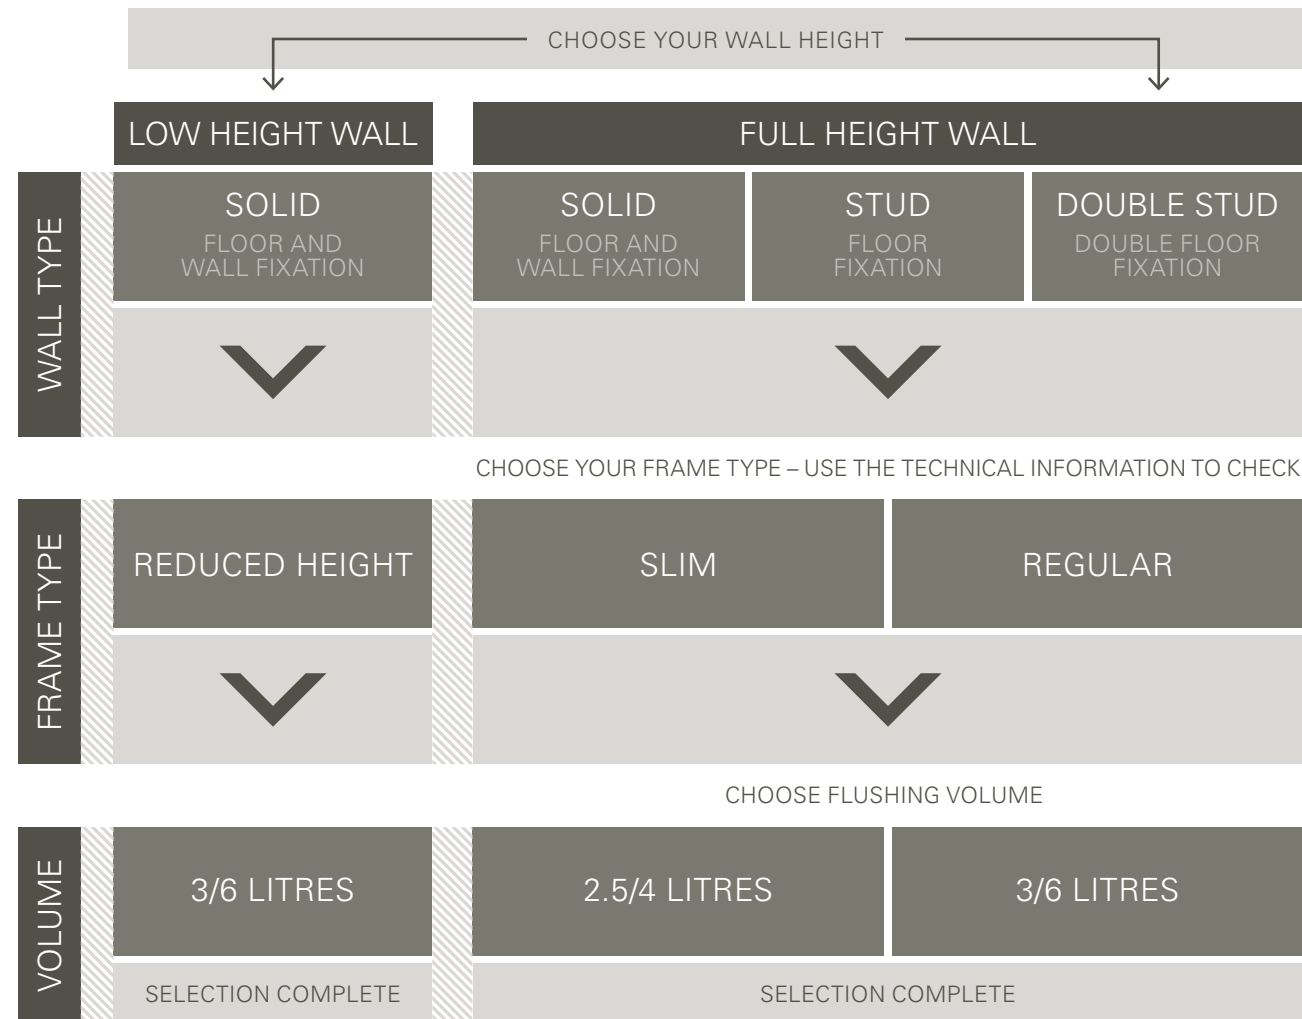 CHOOSE YOUR WALL HEIGHT
LOW HEIGHT WALL
FULL HEIGHT WALL
WALL TYPE
SOLID
FLOOR AND
WALL FIXATION
SOLID
FLOOR AND
WALL FIXATION
STUD
FLOOR
FIXATION
DOUBLE STUD
DOUBLE FLOOR
FIXATION
CHOOSE YOUR FRAME TYPE – USE THE TECHNICAL INFORMATION TO CHECK
FRAME TYPE
REDUCED HEIGHT
SLIM
REGULAR
CHOOSE FLUSHING VOLUME
VOLUME
3/6 LITRES
2.5/4 LITRES
3/6 LITRES
SELECTION COMPLETE
SELECTION COMPLETE